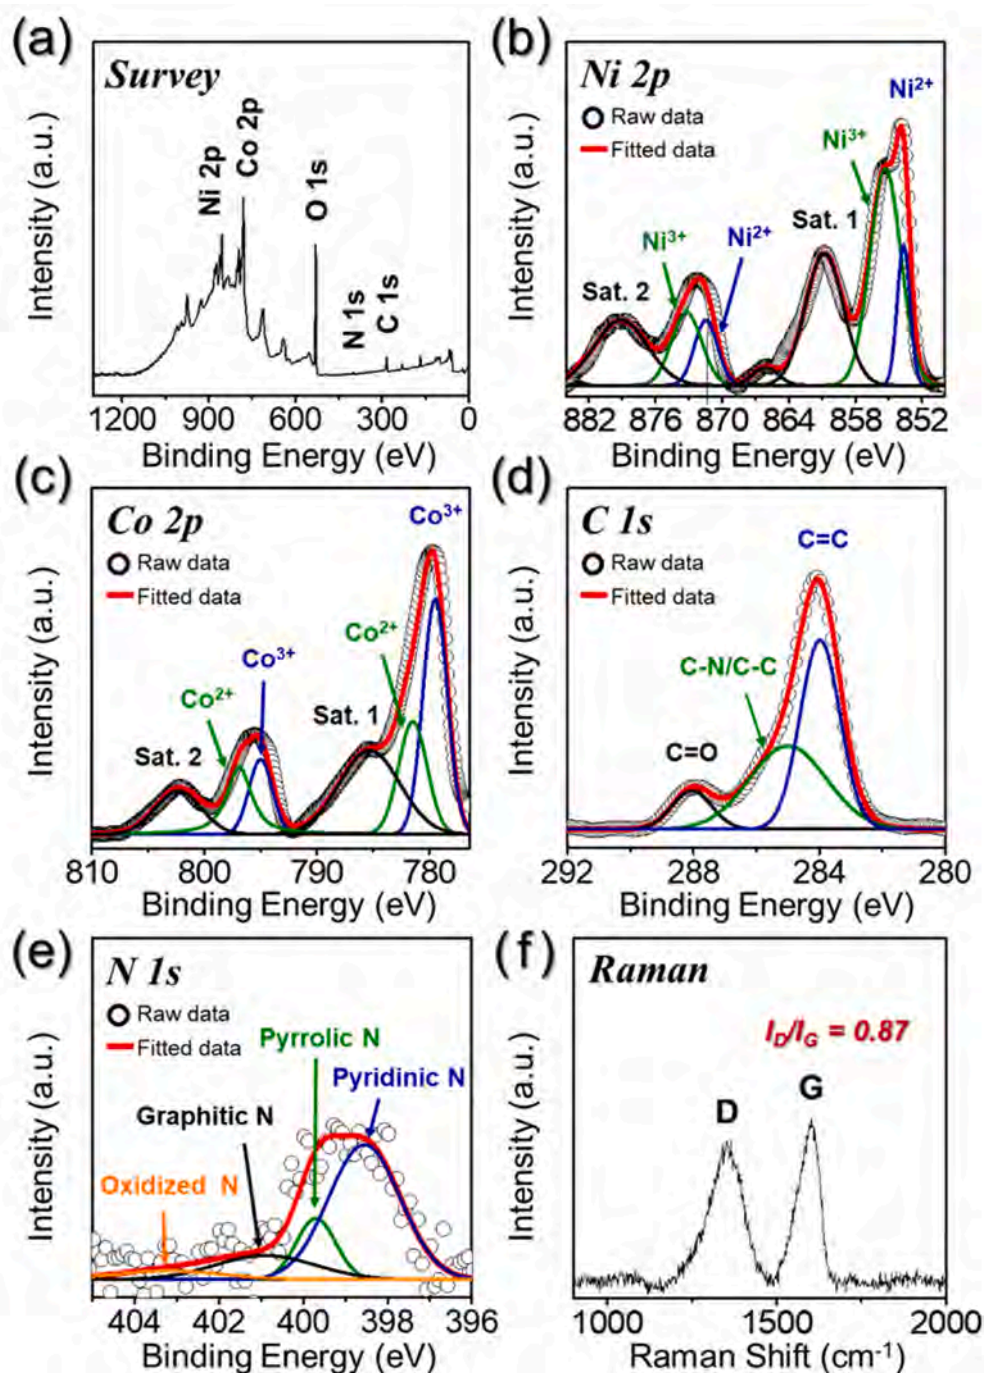 (a)
Survey
Ni 2p
Co 2p
O 1s
N 1s
C 1s
Intensity (a.u.)
1200 900 600 300 0
Binding Energy (eV)
(b)
Ni 2p
Raw data
Fitted data
Ni²⁺
Ni³⁺
Sat. 1
Ni³⁺
Ni²⁺
Sat. 2
Intensity (a.u.)
882 876 870 864 858 852
Binding Energy (eV)
(c)
Co 2p
Raw data
Fitted data
Co³⁺
Co²⁺
Co³⁺
Co²⁺
Sat. 1
Sat. 2
Intensity (a.u.)
810 800 790 780
Binding Energy (eV)
(d)
C 1s
Raw data
Fitted data
C=C
C-N/C-C
C=O
Intensity (a.u.)
292 288 284 280
Binding Energy (eV)
(e)
N 1s
Raw data
Fitted data
Pyrrolic N
Pyridinic N
Graphitic N
Oxidized N
Intensity (a.u.)
404 402 400 398 396
Binding Energy (eV)
(f)
Raman
I_D/I_G = 0.87
D
G
Intensity (a.u.)
1000 1500 2000
Raman Shift (cm⁻¹)